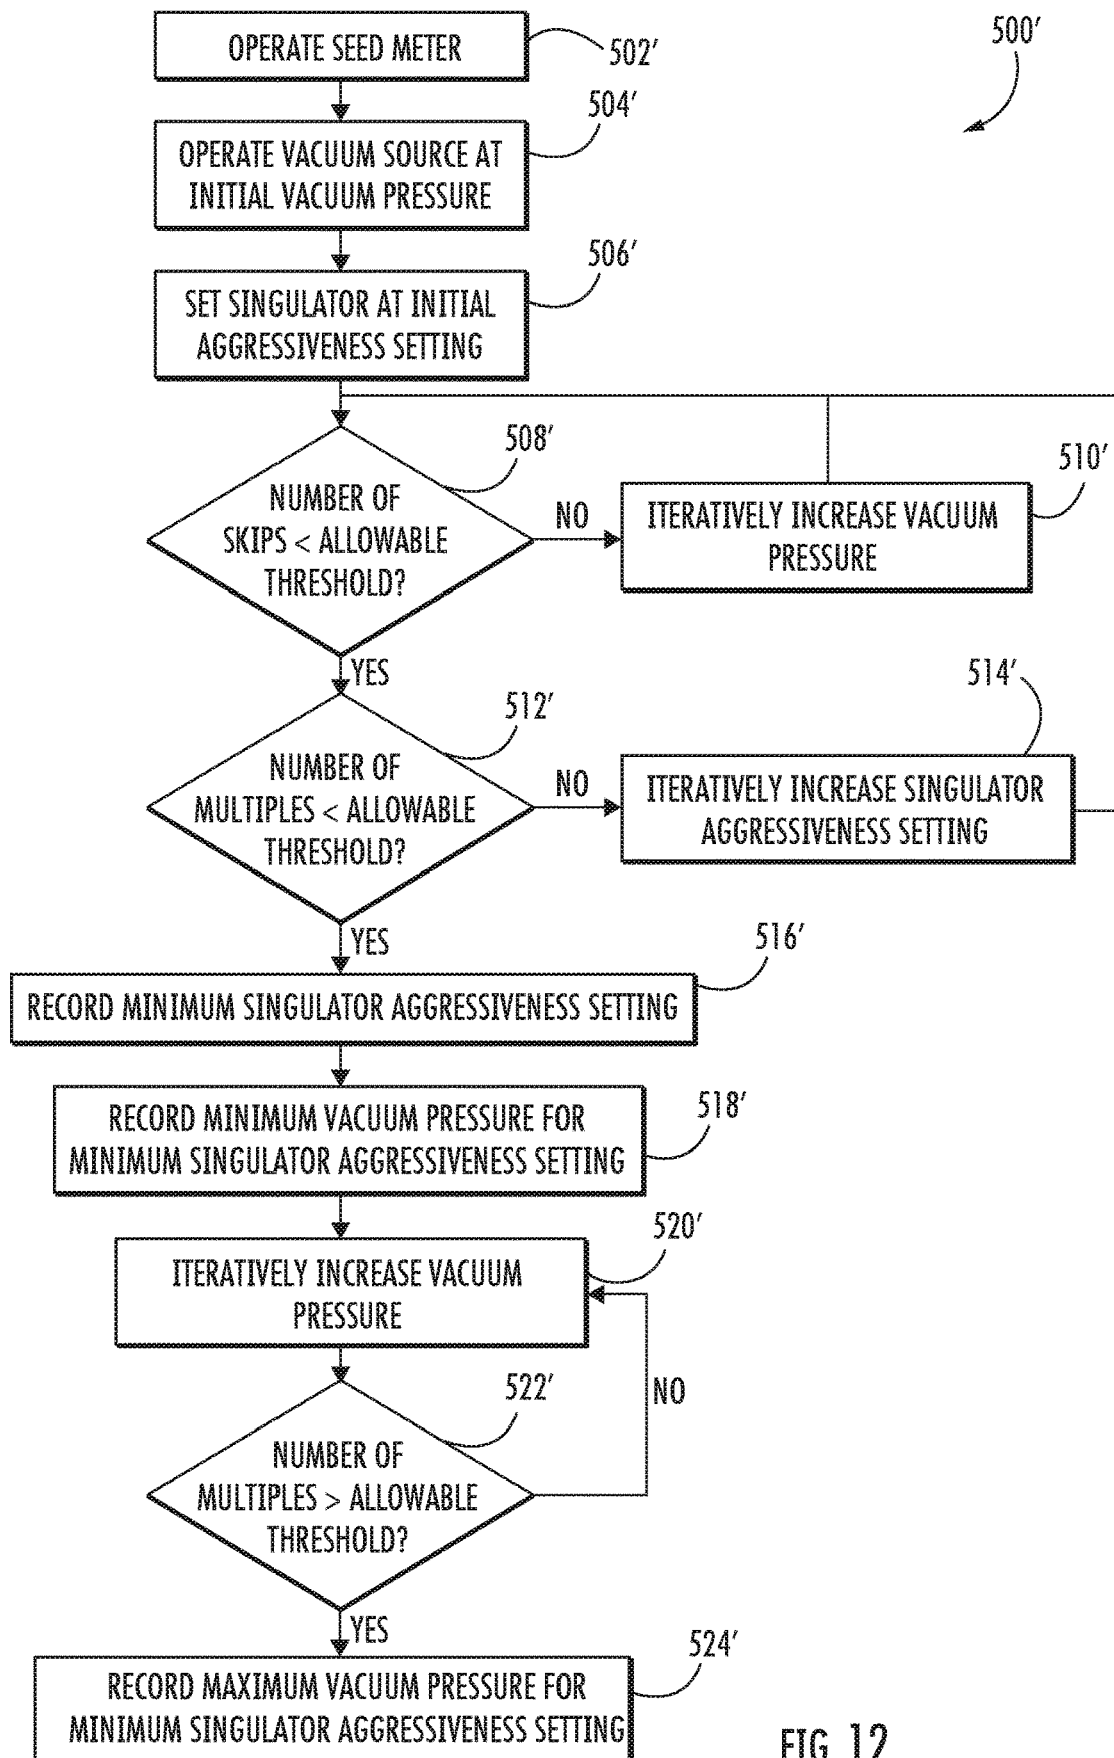 OPERATE SEED METER
502'
500'
504'
OPERATE VACUUM SOURCE AT
INITIAL VACUUM PRESSURE
506'
SET SINGULATOR AT INITIAL
AGGRESSIVENESS SETTING
508'
510'
NUMBER OF
SKIPS < ALLOWABLE
THRESHOLD?
NO
ITERATIVELY INCREASE VACUUM
PRESSURE
YES
512'
514'
NUMBER OF
MULTIPLES < ALLOWABLE
THRESHOLD?
NO
ITERATIVELY INCREASE SINGULATOR
AGGRESSIVENESS SETTING
YES
516'
RECORD MINIMUM SINGULATOR AGGRESSIVENESS SETTING
518'
RECORD MINIMUM VACUUM PRESSURE FOR
MINIMUM SINGULATOR AGGRESSIVENESS SETTING
520'
ITERATIVELY INCREASE VACUUM
PRESSURE
522'
NO
NUMBER OF
MULTIPLES > ALLOWABLE
THRESHOLD?
YES
524'
RECORD MAXIMUM VACUUM PRESSURE FOR
MINIMUM SINGULATOR AGGRESSIVENESS SETTING
FIG. 12